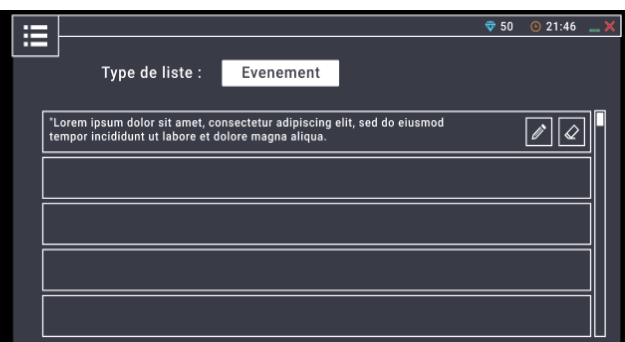 50 21:46
Type de liste : Evenement
"Lorem ipsum dolor sit amet, consectetur adipiscing elit, sed do eiusmod
tempor incididunt ut labore et dolore magna aliqua.